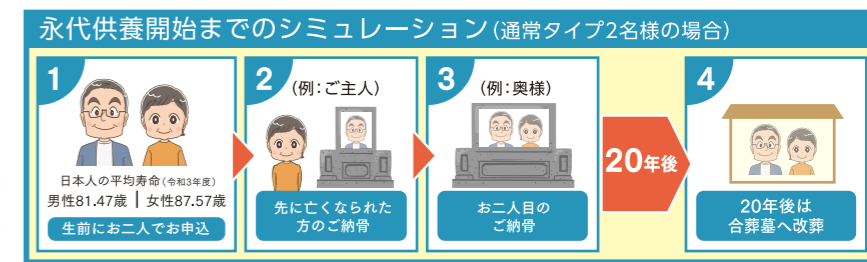 永代供養開始までのシミュレーション(通常タイプ2名様の場合)
1
日本人の平均寿命(令和3年度)
男性81.47歳 | 女性87.57歳
生前にお二人でお申込
2
(例:ご主人)
先に亡くなられた
方のご納骨
3
(例:奥様)
お二人目の
ご納骨
20年後
4
20年後は
合葬墓へ改葬